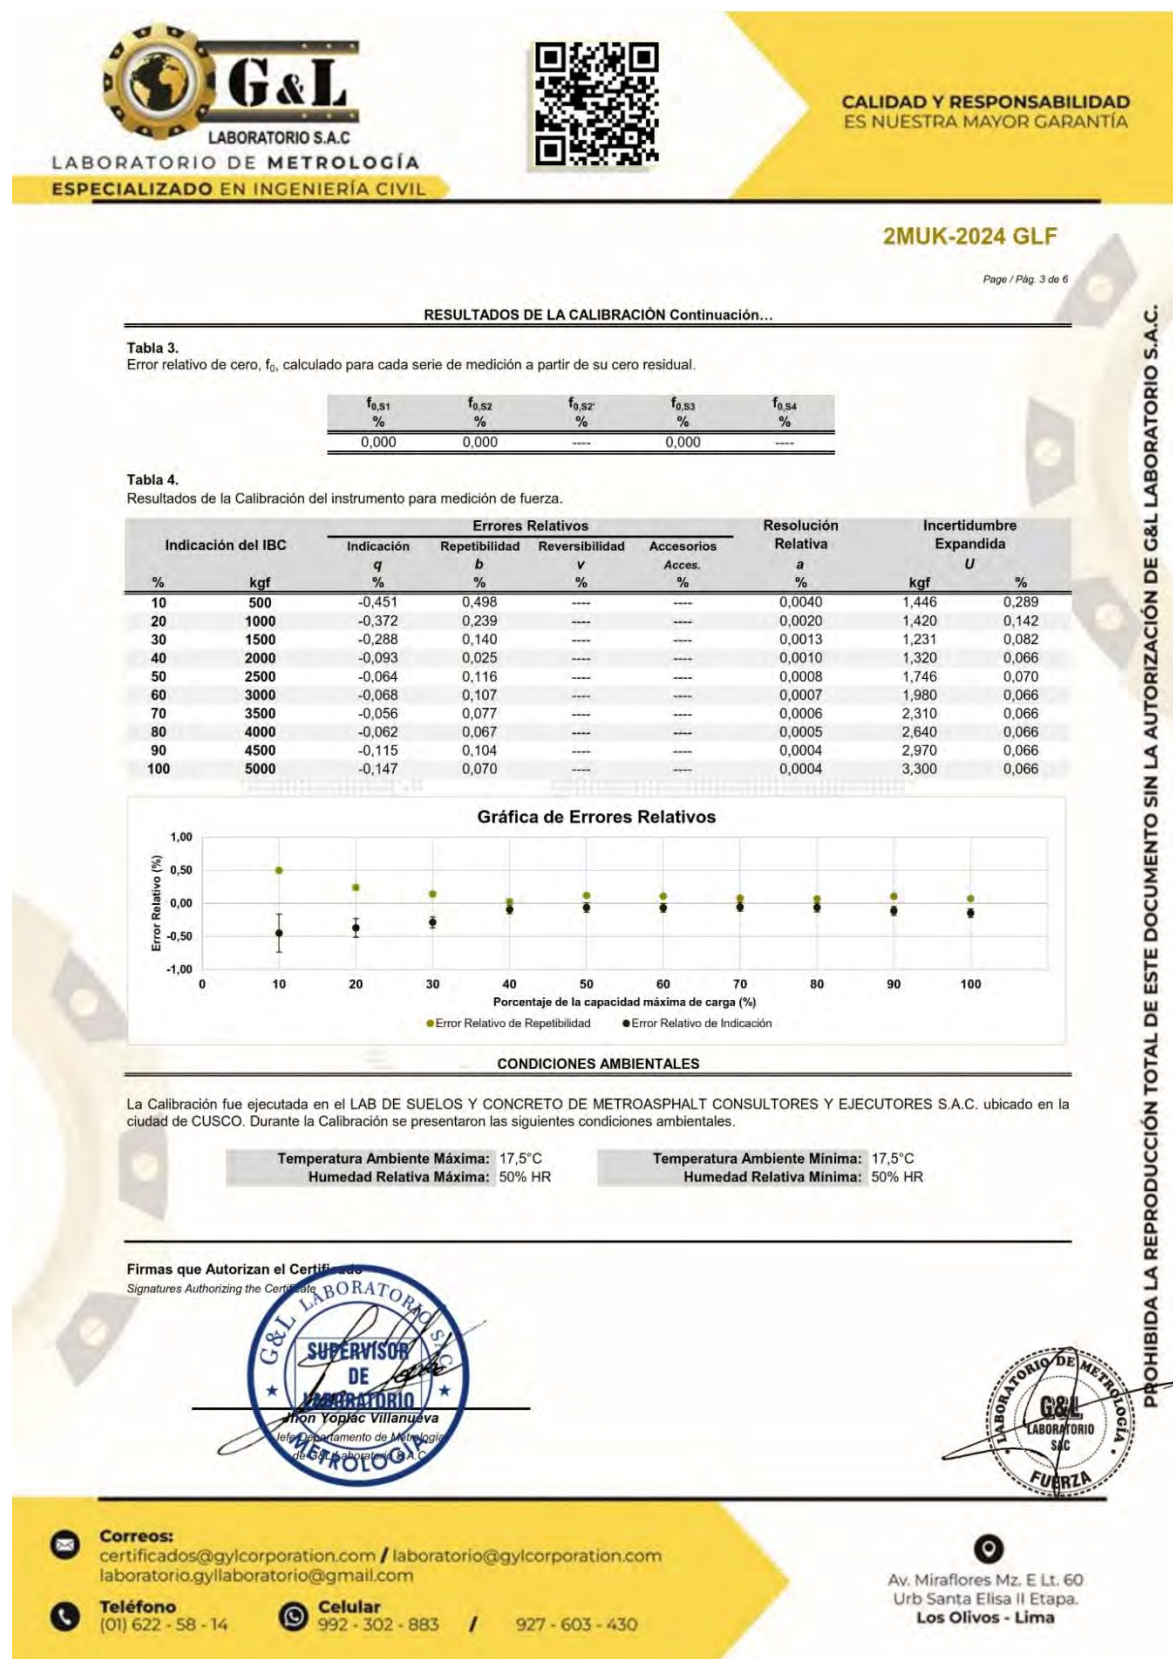 G&L
LABORATORIO S.A.C
LABORATORIO DE METROLOGÍA
ESPECIALIZADO EN INGENIERÍA CIVIL
CALIDAD Y RESPONSABILIDAD
ES NUESTRA MAYOR GARANTÍA
2MUK-2024 GLF
Page / Pág. 3 de 6
RESULTADOS DE LA CALIBRACIÓN Continuación…
Tabla 3.
Error relativo de cero, f0, calculado para cada serie de medición a partir de su cero residual.
f0,S1 f0,S2 f0,S2' f0,S3 f0,S4
% % % % %
0,000 0,000 ---- 0,000 ----
Tabla 4.
Resultados de la Calibración del instrumento para medición de fuerza.
Indicación del IBC Errores Relativos Resolución Relativa Incertidumbre Expandida
Indicación Repetibilidad Reversibilidad Accesorios
q b v Acces. a U
% kgf % % % % % kgf %
10 500 -0,451 0,498 ---- ---- 0,0040 1,446 0,289
20 1000 -0,372 0,239 ---- ---- 0,0020 1,420 0,142
30 1500 -0,288 0,140 ---- ---- 0,0013 1,231 0,082
40 2000 -0,093 0,025 ---- ---- 0,0010 1,320 0,066
50 2500 -0,064 0,116 ---- ---- 0,0008 1,746 0,070
60 3000 -0,068 0,107 ---- ---- 0,0007 1,980 0,066
70 3500 -0,056 0,077 ---- ---- 0,0006 2,310 0,066
80 4000 -0,062 0,067 ---- ---- 0,0005 2,640 0,066
90 4500 -0,115 0,104 ---- ---- 0,0004 2,970 0,066
100 5000 -0,147 0,070 ---- ---- 0,0004 3,300 0,066
Gráfica de Errores Relativos
Error Relativo (%)
1,00
0,50
0,00
-0,50
-1,00
0 10 20 30 40 50 60 70 80 90 100
Porcentaje de la capacidad máxima de carga (%)
Error Relativo de Repetibilidad Error Relativo de Indicación
CONDICIONES AMBIENTALES
La Calibración fue ejecutada en el LAB DE SUELOS Y CONCRETO DE METROASPHALT CONSULTORES Y EJECUTORES S.A.C. ubicado en la
ciudad de CUSCO. Durante la Calibración se presentaron las siguientes condiciones ambientales.
Temperatura Ambiente Máxima: 17,5°C Temperatura Ambiente Mínima: 17,5°C
Humedad Relativa Máxima: 50% HR Humedad Relativa Mínima: 50% HR
Firmas que Autorizan el Certificado
Signatures Authorizing the Certificate
G&L LABORATORIO SAC
SUPERVISOR
DE
LABORATORIO
METROLOGIA
Jhon Yoplac Villanueva
Jefe Departamento de Metrología
de G&L Laboratorio S.A.C.
LABORATORIO DE METROLOGÍA
G&L
LABORATORIO
SAC
FUERZA
PROHIBIDA LA REPRODUCCIÓN TOTAL DE ESTE DOCUMENTO SIN LA AUTORIZACIÓN DE G&L LABORATORIO S.A.C.
Correos:
certificados@gylcorporation.com / laboratorio@gylcorporation.com
laboratorio.gyllaboratorio@gmail.com
Teléfono
(01) 622 - 58 - 14
Celular
992 - 302 - 883 / 927 - 603 - 430
Av. Miraflores Mz. E Lt. 60
Urb Santa Elisa II Etapa.
Los Olivos - Lima